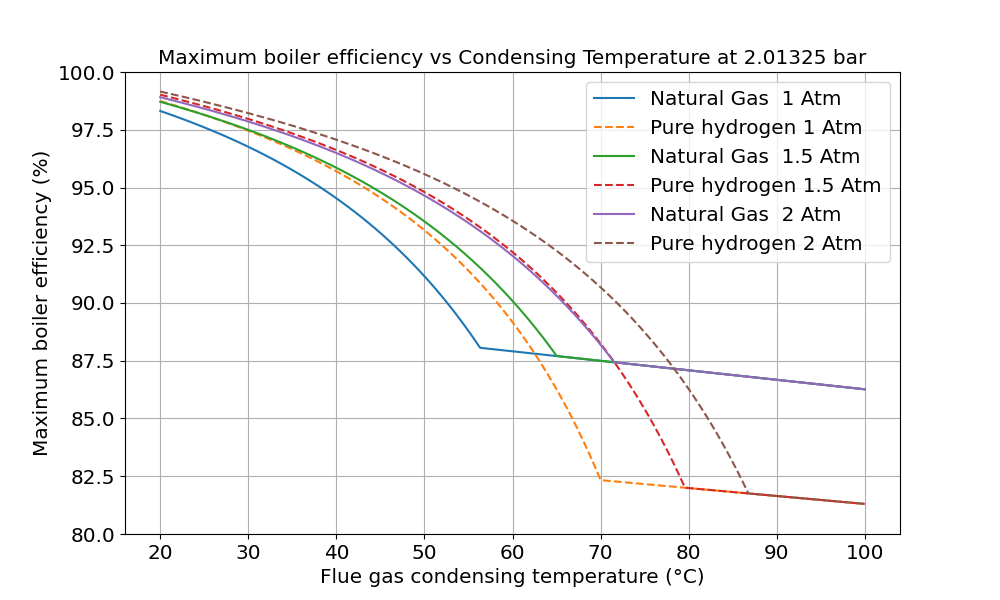 Maximum boiler efficiency vs Condensing Temperature at 2.01325 bar
Maximum boiler efficiency (%)
100.0
97.5
95.0
92.5
90.0
87.5
85.0
82.5
80.0
Natural Gas  1 Atm
Pure hydrogen 1 Atm
Natural Gas  1.5 Atm
Pure hydrogen 1.5 Atm
Natural Gas  2 Atm
Pure hydrogen 2 Atm
20 30 40 50 60 70 80 90 100
Flue gas condensing temperature (°C)